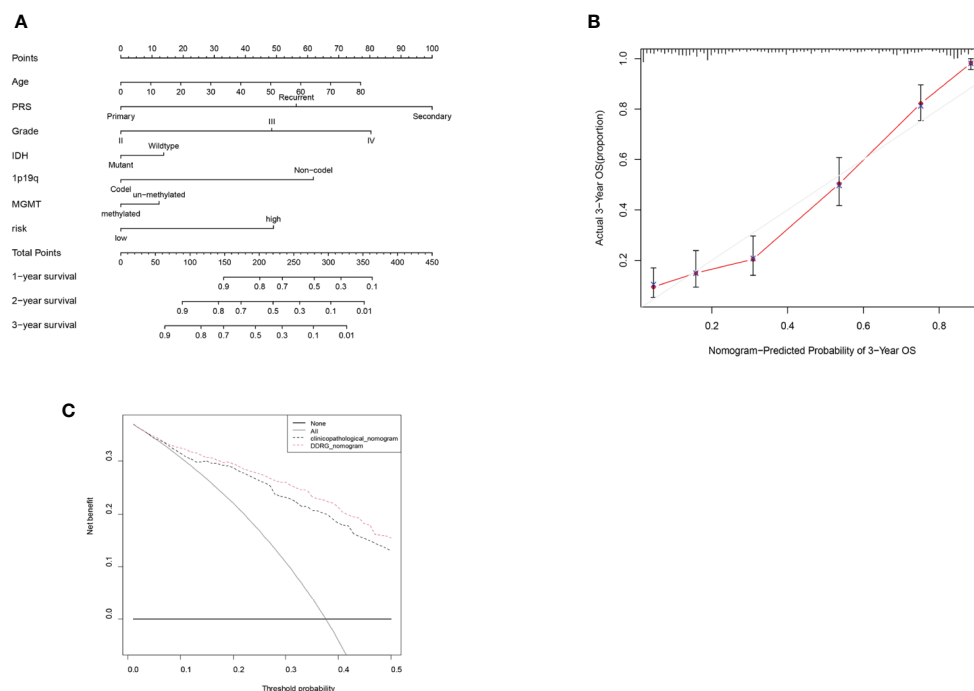 A
Points
0 10 20 30 40 50 60 70 80 90 100
Age
0 10 20 30 40 50 60 70 80
Recurrent
PRS
Primary Secondary
III
Grade
II IV
Wildtype
IDH
Mutant
Non-codel
1p19q
Codel
un-methylated
MGMT
methylated
high
risk
low
Total Points
0 50 100 150 200 250 300 350 400 450
1-year survival
0.9 0.8 0.7 0.5 0.3 0.1
2-year survival
0.9 0.8 0.7 0.5 0.3 0.1 0.01
3-year survival
0.9 0.8 0.7 0.5 0.3 0.1 0.01
B
Actual 3-Year OS(proportion)
1.0
0.8
0.6
0.4
0.2
0.2 0.4 0.6 0.8
Nomogram-Predicted Probability of 3-Year OS
C
None
All
clinicopathological_nomogram
DDRG_nomogram
Net benefit
0.3
0.2
0.1
0.0
0.0 0.1 0.2 0.3 0.4 0.5
Threshold probability